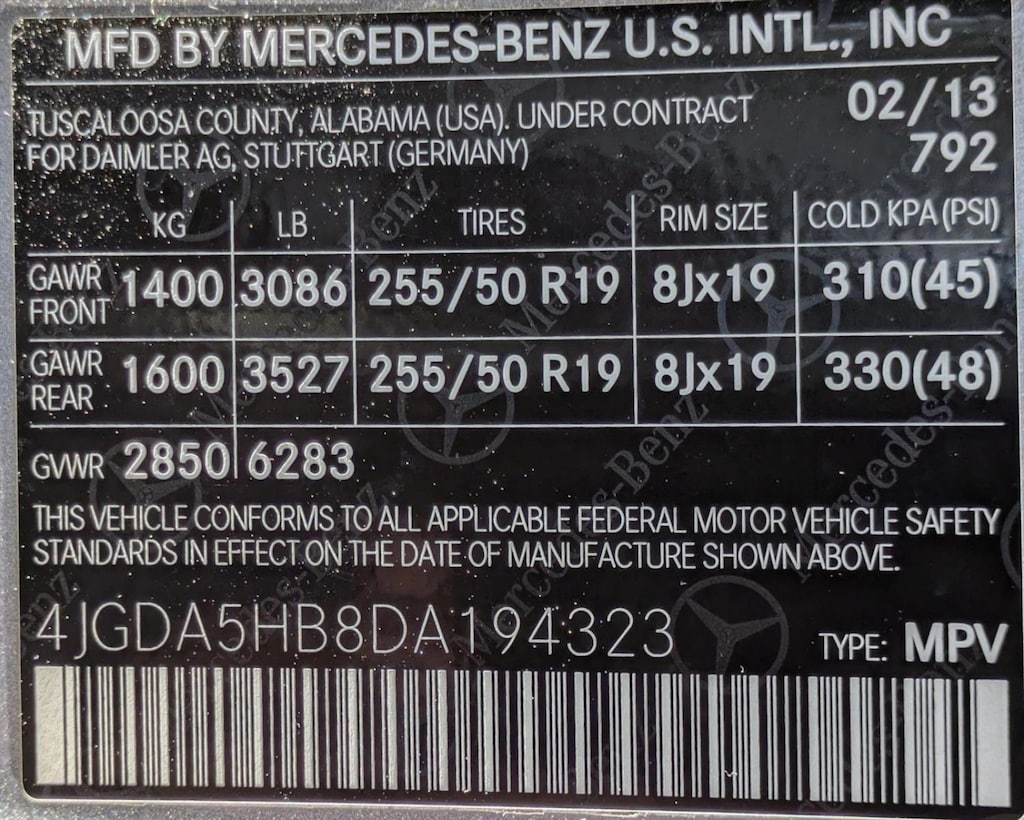 MFD BY MERCEDES-BENZ U.S. INTL., INC
TUSCALOOSA COUNTY, ALABAMA (USA). UNDER CONTRACT 02/13
FOR DAIMLER AG, STUTTGART (GERMANY) 792
KG LB TIRES RIM SIZE COLD KPA (PSI)
GAWR FRONT 1400 3086 255/50 R19 8Jx19 310(45)
GAWR REAR 1600 3527 255/50 R19 8Jx19 330(48)
GVWR 2850 6283
THIS VEHICLE CONFORMS TO ALL APPLICABLE FEDERAL MOTOR VEHICLE SAFETY
STANDARDS IN EFFECT ON THE DATE OF MANUFACTURE SHOWN ABOVE.
4JGDA5HB8DA194323 TYPE: MPV